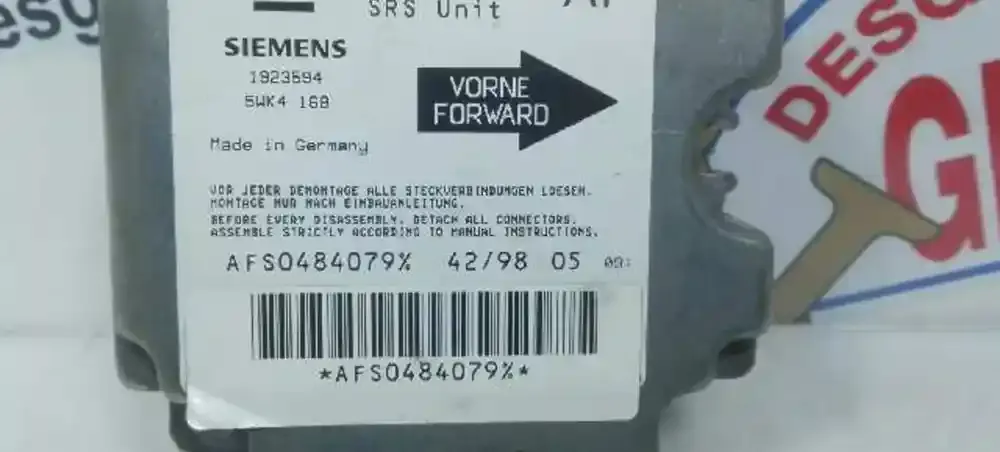 SRS Unit
SIEMENS
1923594
5WK4 168
VORNE
FORWARD
Made in Germany
VOR JEDER DEMONTAGE ALLE STECKVERBINDUNGEN LOESEN.
MONTAGE NUR NACH EINBAUANLEITUNG.
BEFORE EVERY DISASSEMBLY, DETACH ALL CONNECTORS.
ASSEMBLE STRICTLY ACCORDING TO MANUAL INSTRUCTIONS.
AFS0484079% 42/98 05
*AFS0484079%*
DESG